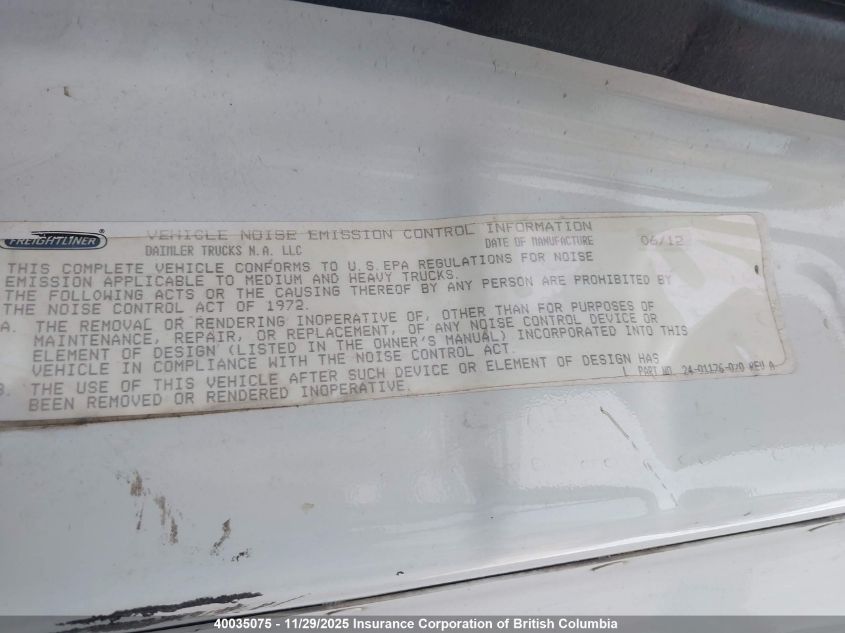 FREIGHTLINER
VEHICLE NOISE EMISSION CONTROL INFORMATION
DAIMLER TRUCKS N.A. LLC DATE OF MANUFACTURE 06/12
THIS COMPLETE VEHICLE CONFORMS TO U.S.EPA REGULATIONS FOR NOISE
EMISSION APPLICABLE TO MEDIUM AND HEAVY TRUCKS.
THE FOLLOWING ACTS OR THE CAUSING THEREOF BY ANY PERSON ARE PROHIBITED BY
THE NOISE CONTROL ACT OF 1972.
A. THE REMOVAL OR RENDERING INOPERATIVE OF, OTHER THAN FOR PURPOSES OF
MAINTENANCE, REPAIR, OR REPLACEMENT, OF ANY NOISE CONTROL DEVICE OR
ELEMENT OF DESIGN (LISTED IN THE OWNER'S MANUAL) INCORPORATED INTO THIS
VEHICLE IN COMPLIANCE WITH THE NOISE CONTROL ACT.
B. THE USE OF THIS VEHICLE AFTER SUCH DEVICE OR ELEMENT OF DESIGN HAS
BEEN REMOVED OR RENDERED INOPERATIVE.
PART NO. 24-01176-070 REV A
40035075 - 11/29/2025 Insurance Corporation of British Columbia